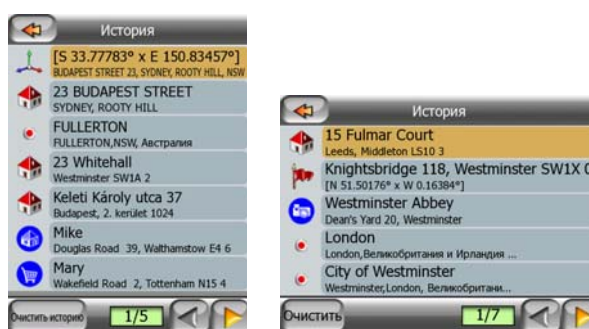 История
[S 33.77783° x E 150.83457°]
BUDAPEST STREET 23, SYDNEY, ROOTY HILL, NSW
23 BUDAPEST STREET
SYDNEY, ROOTY HILL
FULLERTON
FULLERTON,NSW, Австралия
23 Whitehall
Westminster SW1A 2
Keleti Károly utca 37
Budapest, 2. kerület 1024
Mike
Douglas Road 39, Walthamstow E4 6
Mary
Wakefield Road 2, Tottenham N15 4
Очистить историю
1/5
История
15 Fulmar Court
Leeds, Middleton LS10 3
Knightsbridge 118, Westminster SW1X 0
[N 51.50176° x W 0.16384°]
Westminster Abbey
Dean's Yard 20, Westminster
London
London,Великобритания и Ирландия ...
City of Westminster
Westminster,London, Великобритани...
Очистить
1/7